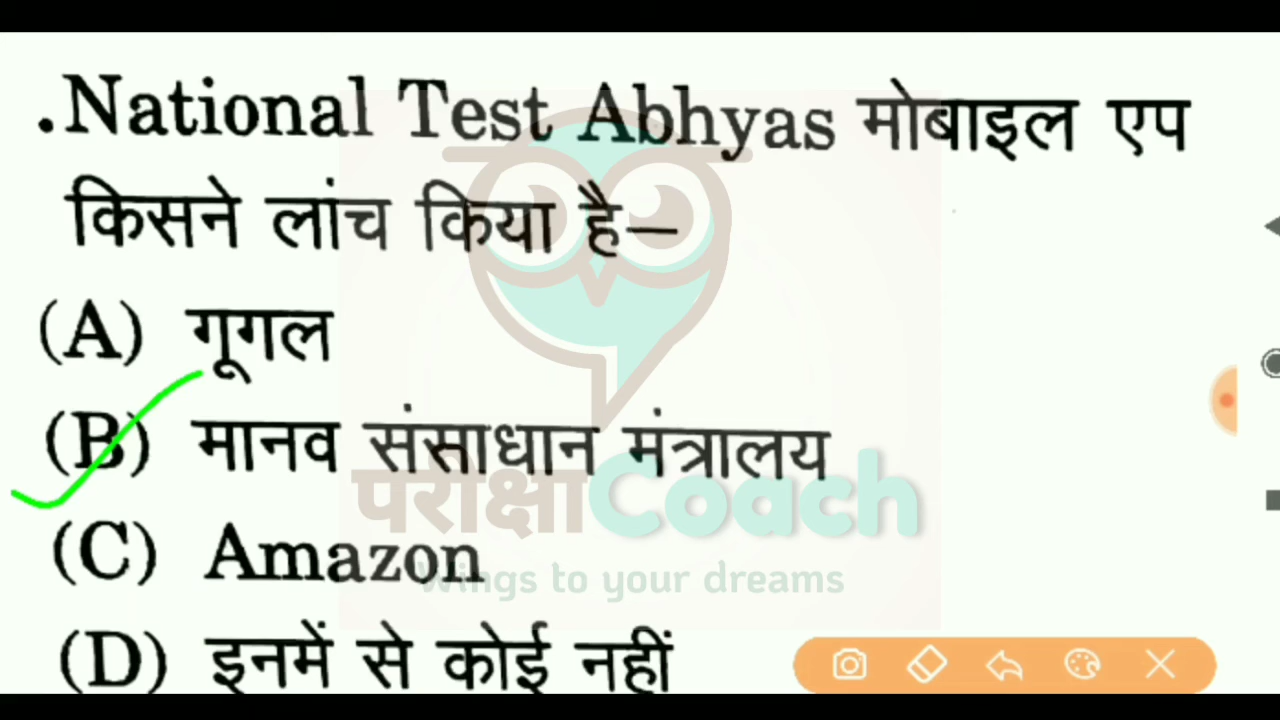 .National Test Abhyas मोबाइल एप
किसने लांच किया है—
(A) गूगल
(B) मानव संसाधान मंत्रालय
परीक्षाCoach
(C) Amazon
Wings to your dreams
(D) इनमें से कोई नहीं